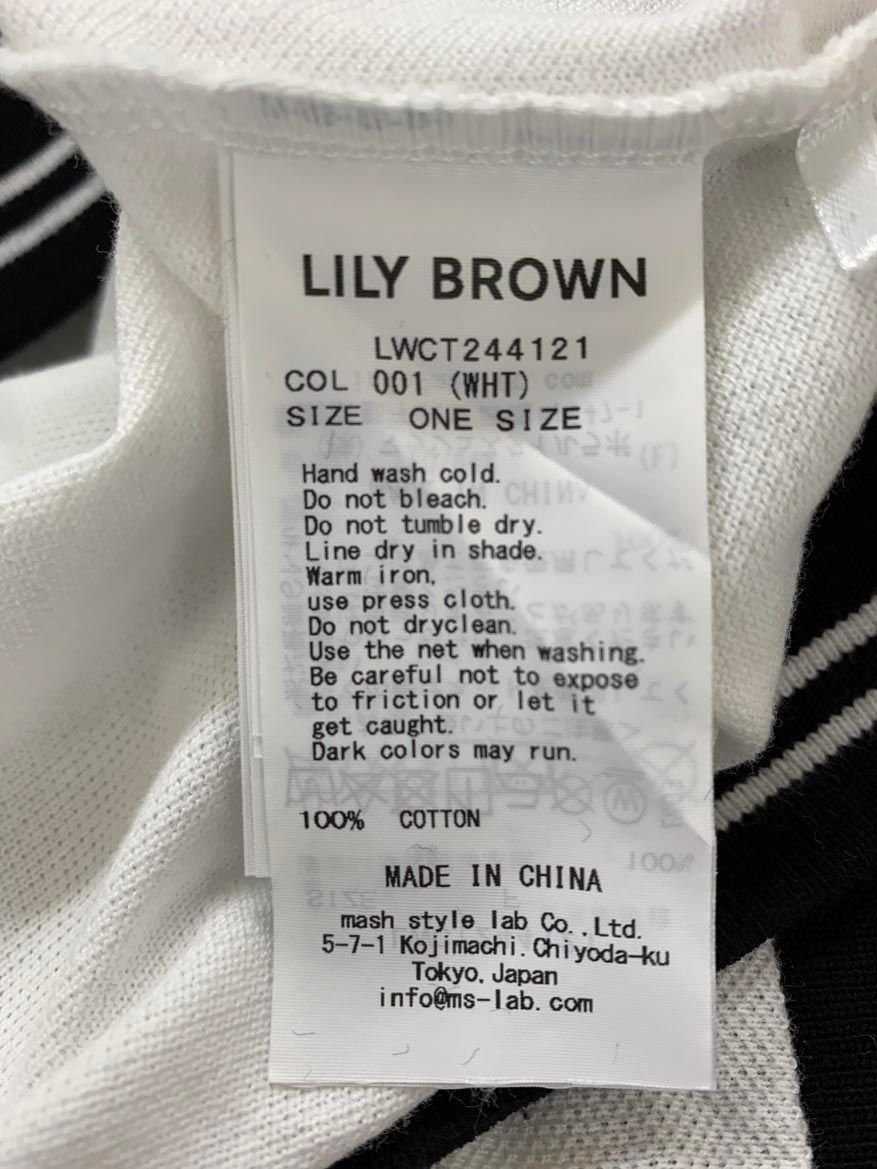 LILY BROWN
LWCT244121
COL 001 (WHT)
SIZE ONE SIZE
Hand wash cold.
Do not bleach.
Do not tumble dry.
Line dry in shade.
Warm iron,
use press cloth.
Do not dryclean.
Use the net when washing.
Be careful not to expose
to friction or let it
get caught.
Dark colors may run.
100% COTTON
MADE IN CHINA
mash style lab Co.,Ltd.
5-7-1 Kojimachi.Chiyoda-ku
Tokyo, Japan
info@ms-lab.com